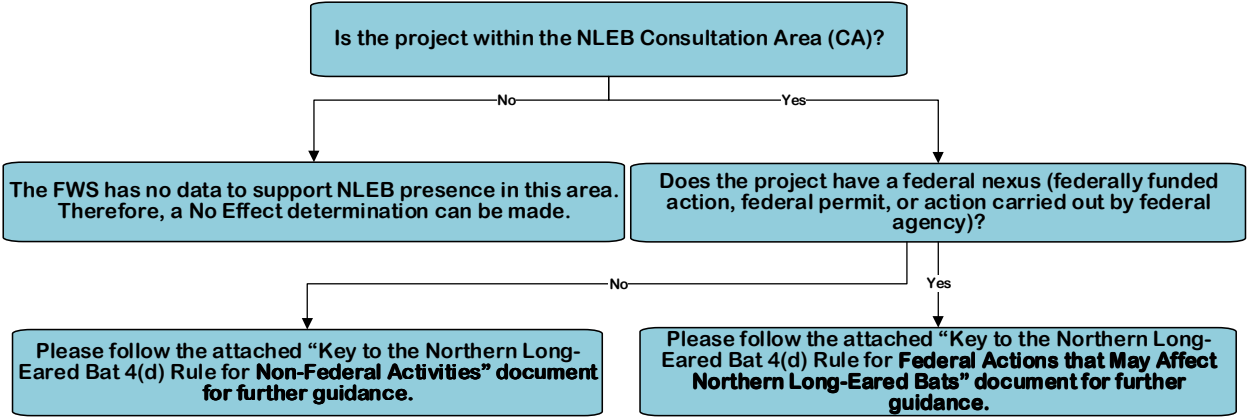 Is the project within the NLEB Consultation Area (CA)?
No
Yes
The FWS has no data to support NLEB presence in this area.
Therefore, a No Effect determination can be made.
Does the project have a federal nexus (federally funded
action, federal permit, or action carried out by federal
agency)?
No
Yes
Please follow the attached “Key to the Northern Long-
Eared Bat 4(d) Rule for Non-Federal Activities” document
for further guidance.
Please follow the attached “Key to the Northern Long-
Eared Bat 4(d) Rule for Federal Actions that May Affect
Northern Long-Eared Bats” document for further
guidance.